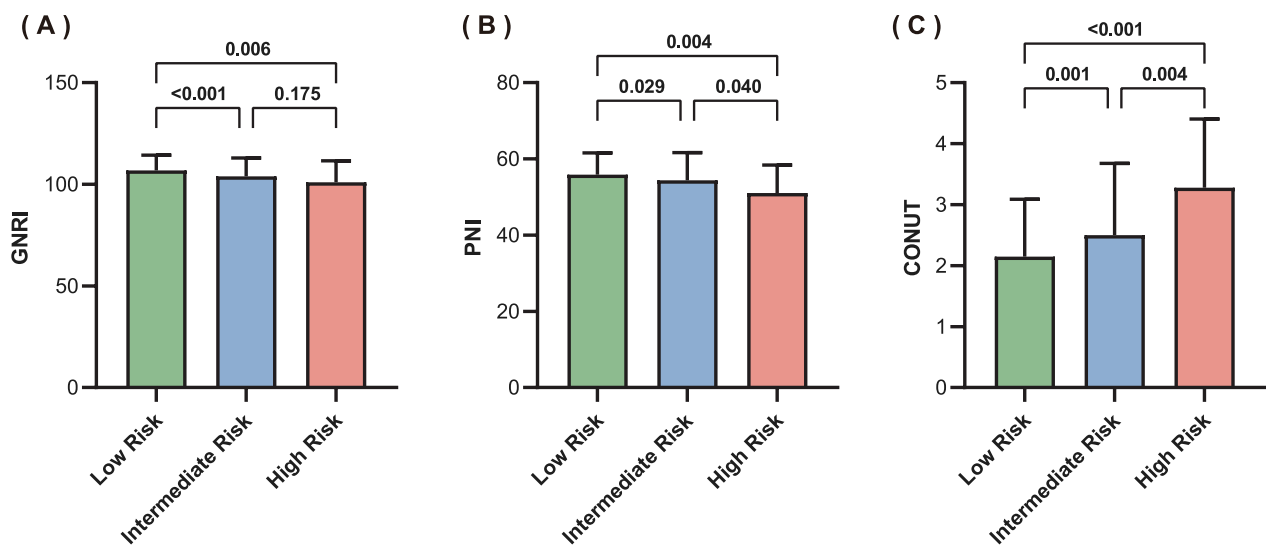 ( A )
0.006
<0.001
0.175
150
100
50
0
GNRI
Low Risk
Intermediate Risk
High Risk
( B )
0.004
0.029
0.040
80
60
40
20
0
PNI
Low Risk
Intermediate Risk
High Risk
( C )
<0.001
0.001
0.004
5
4
3
2
1
0
CONUT
Low Risk
Intermediate Risk
High Risk